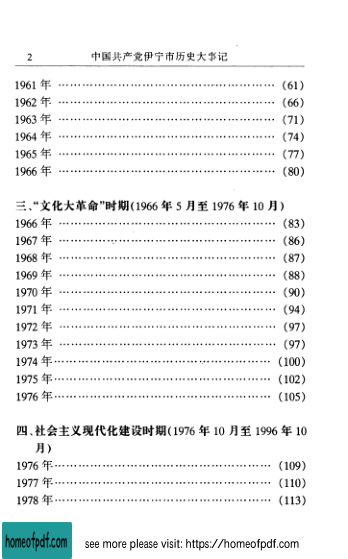 2 中国共产党伊宁市历史大事记
1961 年 …………………………………………… (61)
1962 年 …………………………………………… (66)
1963 年 …………………………………………… (71)
1964 年 …………………………………………… (74)
1965 年 …………………………………………… (77)
1966 年 …………………………………………… (80)
三、“文化大革命”时期(1966 年 5 月至 1976 年 10 月)
1966 年 …………………………………………… (83)
1967 年 …………………………………………… (86)
1968 年 …………………………………………… (87)
1969 年 …………………………………………… (88)
1970 年 …………………………………………… (90)
1971 年 …………………………………………… (94)
1972 年 …………………………………………… (97)
1973 年 …………………………………………… (97)
1974 年…………………………………………… (100)
1975 年…………………………………………… (102)
1976 年…………………………………………… (105)
四、社会主义现代化建设时期(1976 年 10 月至 1996 年 10
月)
1976 年…………………………………………… (109)
1977 年…………………………………………… (110)
1978 年…………………………………………… (113)
homeofpdf.com see more please visit: https://homeofpdf.com